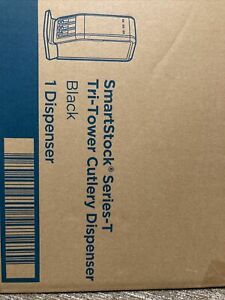 SmartStock® Series-T
Tri-Tower Cutlery Dispenser
Black
1 Dispenser